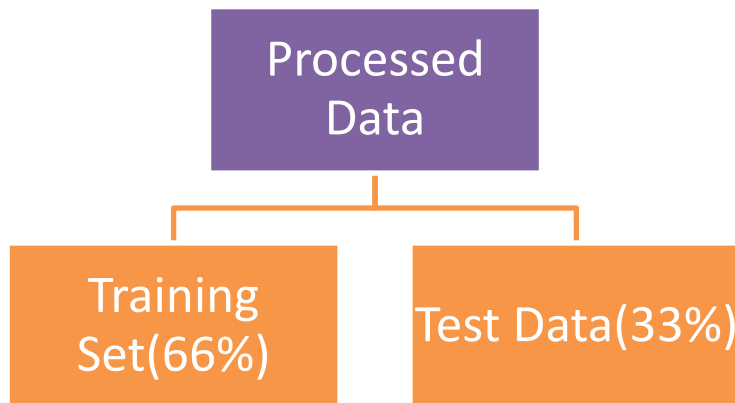 Processed
Data
Training
Set(66%)
Test Data(33%)